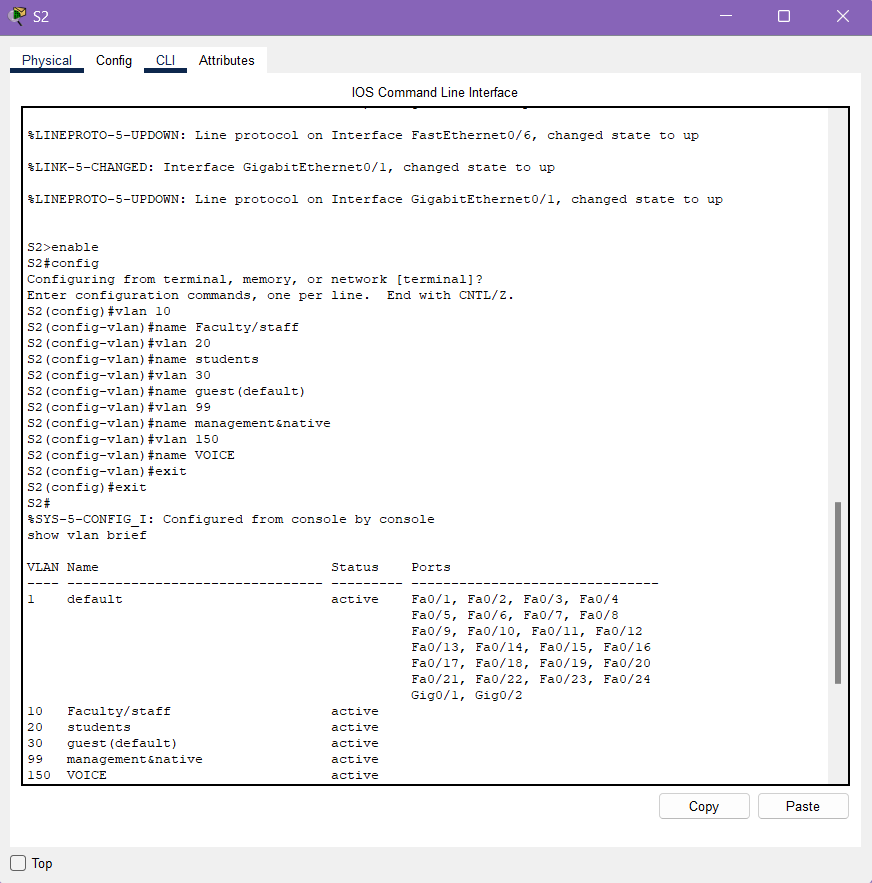 S2
Physical Config CLI Attributes
IOS Command Line Interface
%LINEPROTO-5-UPDOWN: Line protocol on Interface FastEthernet0/6, changed state to up
%LINK-5-CHANGED: Interface GigabitEthernet0/1, changed state to up
%LINEPROTO-5-UPDOWN: Line protocol on Interface GigabitEthernet0/1, changed state to up
S2>enable
S2#config
Configuring from terminal, memory, or network [terminal]?
Enter configuration commands, one per line.  End with CNTL/Z.
S2(config)#vlan 10
S2(config-vlan)#name Faculty/staff
S2(config-vlan)#vlan 20
S2(config-vlan)#name students
S2(config-vlan)#vlan 30
S2(config-vlan)#name guest(default)
S2(config-vlan)#vlan 99
S2(config-vlan)#name management&native
S2(config-vlan)#vlan 150
S2(config-vlan)#name VOICE
S2(config-vlan)#exit
S2(config)#exit
S2#
%SYS-5-CONFIG_I: Configured from console by console
show vlan brief
VLAN Name                             Status    Ports
---- -------------------------------- --------- -------------------------------
1    default                          active    Fa0/1, Fa0/2, Fa0/3, Fa0/4
                                                Fa0/5, Fa0/6, Fa0/7, Fa0/8
                                                Fa0/9, Fa0/10, Fa0/11, Fa0/12
                                                Fa0/13, Fa0/14, Fa0/15, Fa0/16
                                                Fa0/17, Fa0/18, Fa0/19, Fa0/20
                                                Fa0/21, Fa0/22, Fa0/23, Fa0/24
                                                Gig0/1, Gig0/2
10   Faculty/staff                    active
20   students                         active
30   guest(default)                   active
99   management&native                active
150  VOICE                            active
Copy Paste
Top